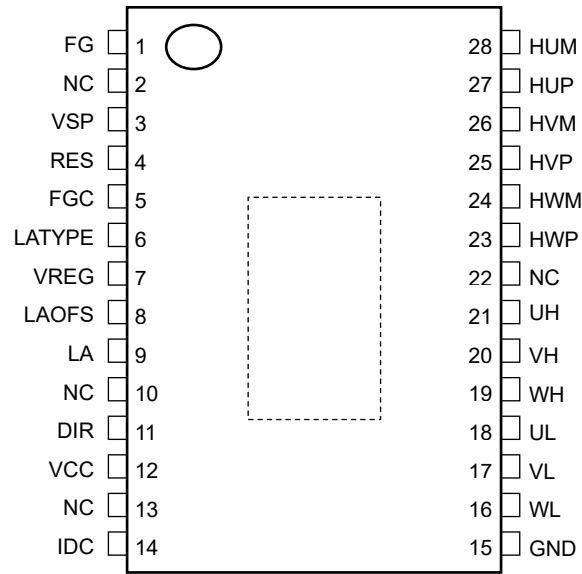 FG 1 28 HUM
NC 2 27 HUP
VSP 3 26 HVM
RES 4 25 HVP
FGC 5 24 HWM
LATYPE 6 23 HWP
VREG 7 22 NC
LAOFS 8 21 UH
LA 9 20 VH
NC 10 19 WH
DIR 11 18 UL
VCC 12 17 VL
NC 13 16 WL
IDC 14 15 GND